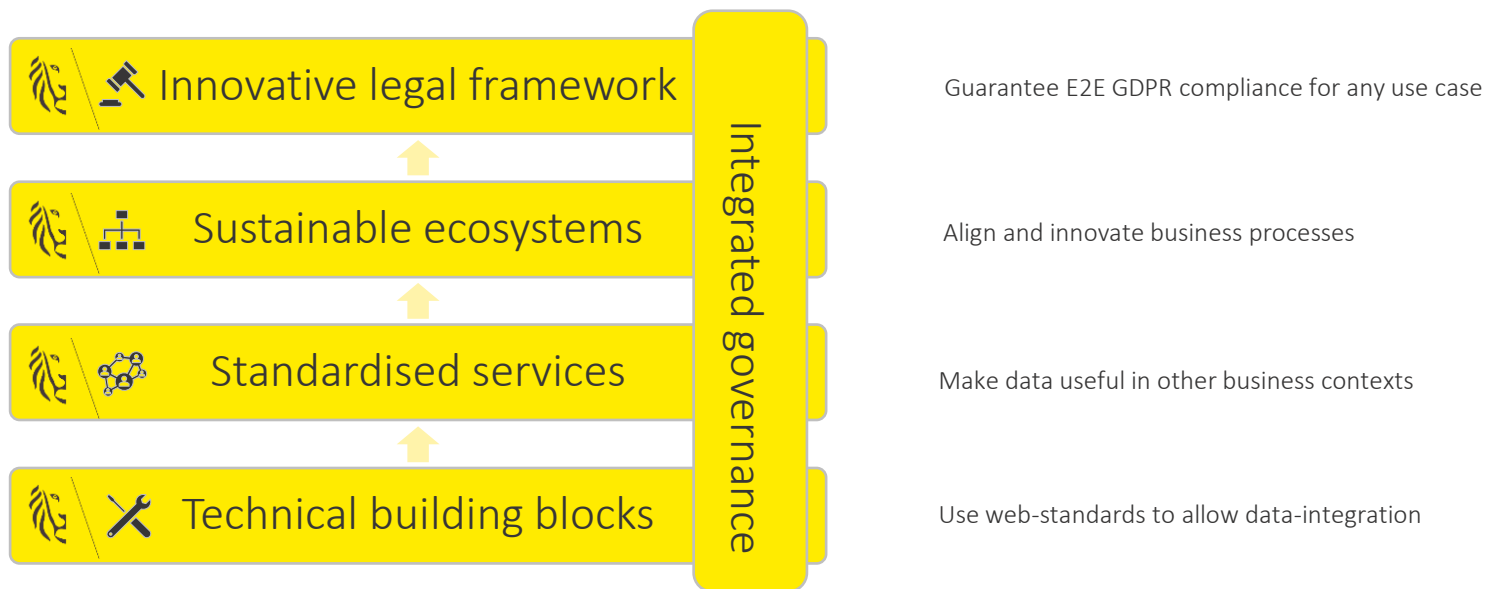 Innovative legal framework
Guarantee E2E GDPR compliance for any use case
Sustainable ecosystems
Align and innovate business processes
Standardised services
Make data useful in other business contexts
Technical building blocks
Use web-standards to allow data-integration
Integrated governance